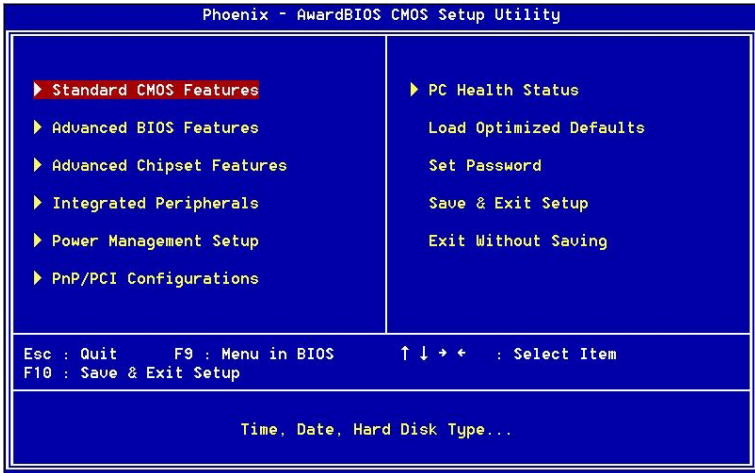 Phoenix - AwardBIOS CMOS Setup Utility
Standard CMOS Features
Advanced BIOS Features
Advanced Chipset Features
Integrated Peripherals
Power Management Setup
PnP/PCI Configurations
PC Health Status
Load Optimized Defaults
Set Password
Save & Exit Setup
Exit Without Saving
Esc : Quit F9 : Menu in BIOS ↑ ↓ → ← : Select Item
F10 : Save & Exit Setup
Time, Date, Hard Disk Type...